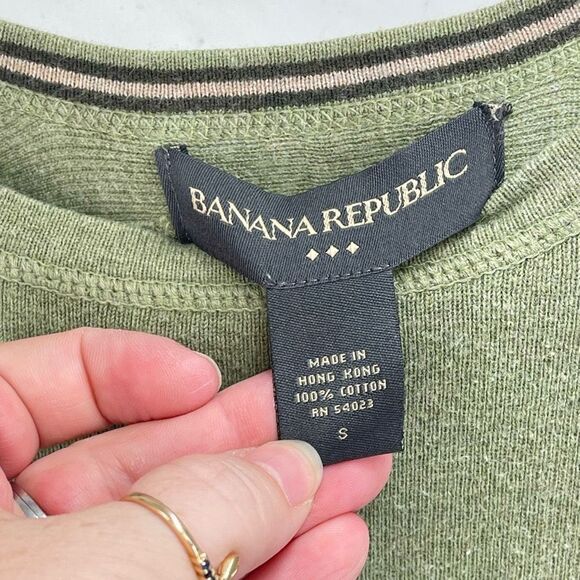 BANANA REPUBLIC
MADE IN
HONG KONG
100% COTTON
RN 54023
S